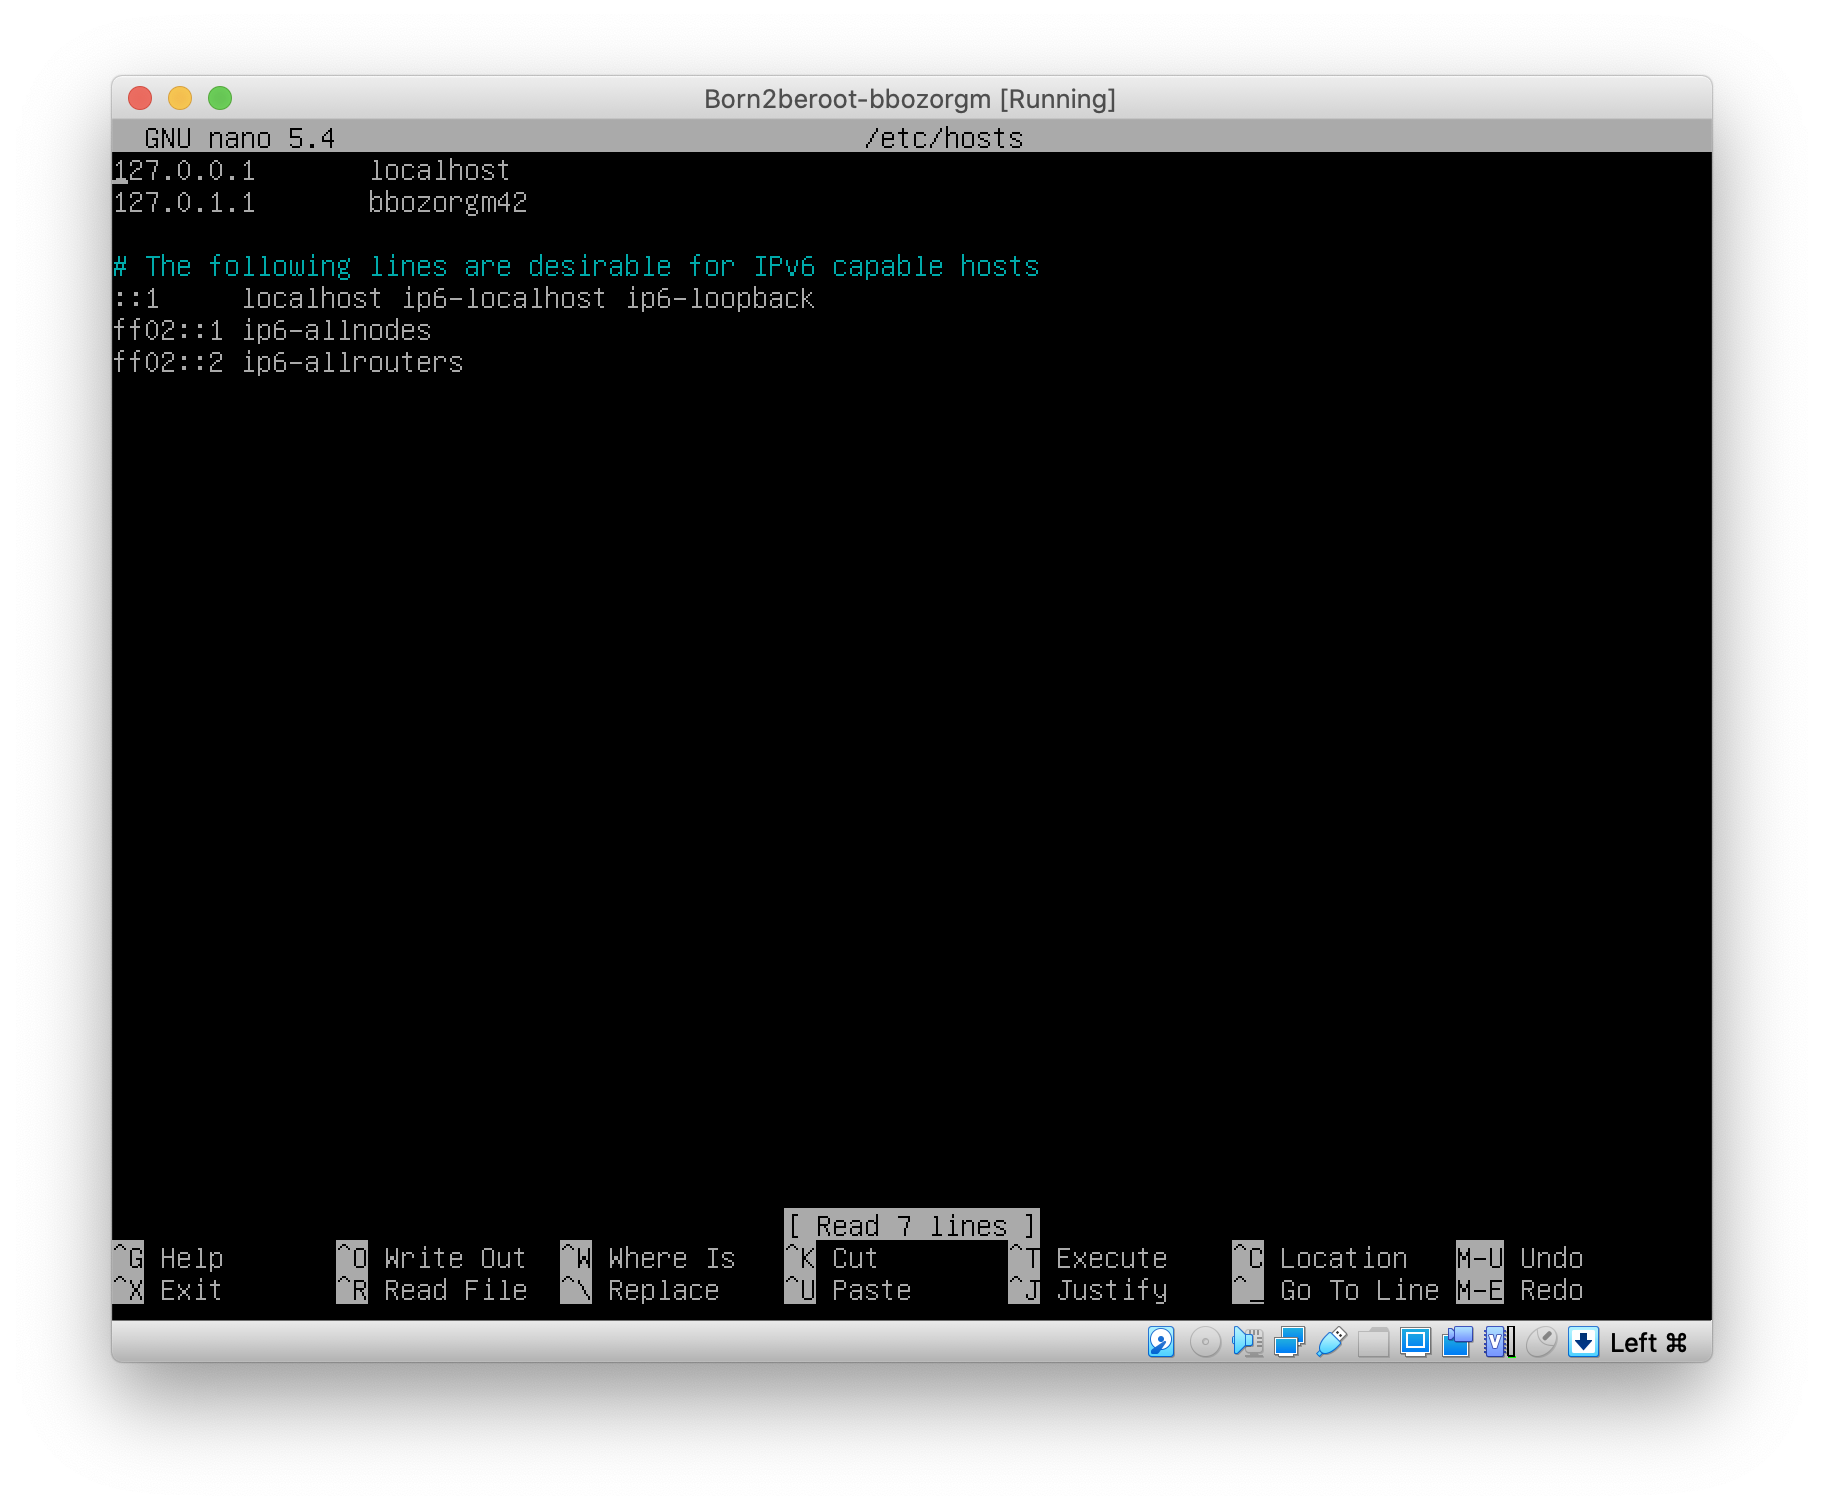 Born2beroot-bbozorgm [Running]
GNU nano 5.4 /etc/hosts
127.0.0.1 localhost
127.0.1.1 bbozorgm42
# The following lines are desirable for IPv6 capable hosts
::1 localhost ip6-localhost ip6-loopback
ff02::1 ip6-allnodes
ff02::2 ip6-allrouters
[ Read 7 lines ]
^G Help ^O Write Out ^W Where Is ^K Cut ^T Execute ^C Location M-U Undo
^X Exit ^R Read File ^\ Replace ^U Paste ^J Justify ^_ Go To Line M-E Redo
Left ⌘